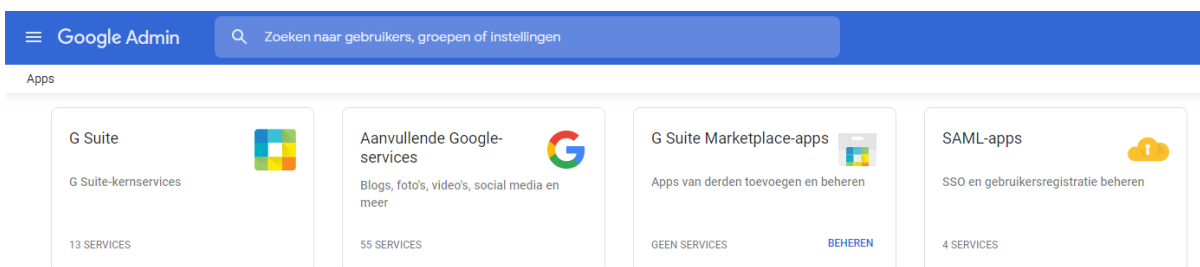 Google Admin
Zoeken naar gebruikers, groepen of instellingen
Apps
G Suite
G Suite-kernservices
13 SERVICES
Aanvullende Google-
services
Blogs, foto's, video's, social media en
meer
55 SERVICES
G Suite Marketplace-apps
Apps van derden toevoegen en beheren
GEEN SERVICES
BEHEREN
SAML-apps
SSO en gebruikersregistratie beheren
4 SERVICES